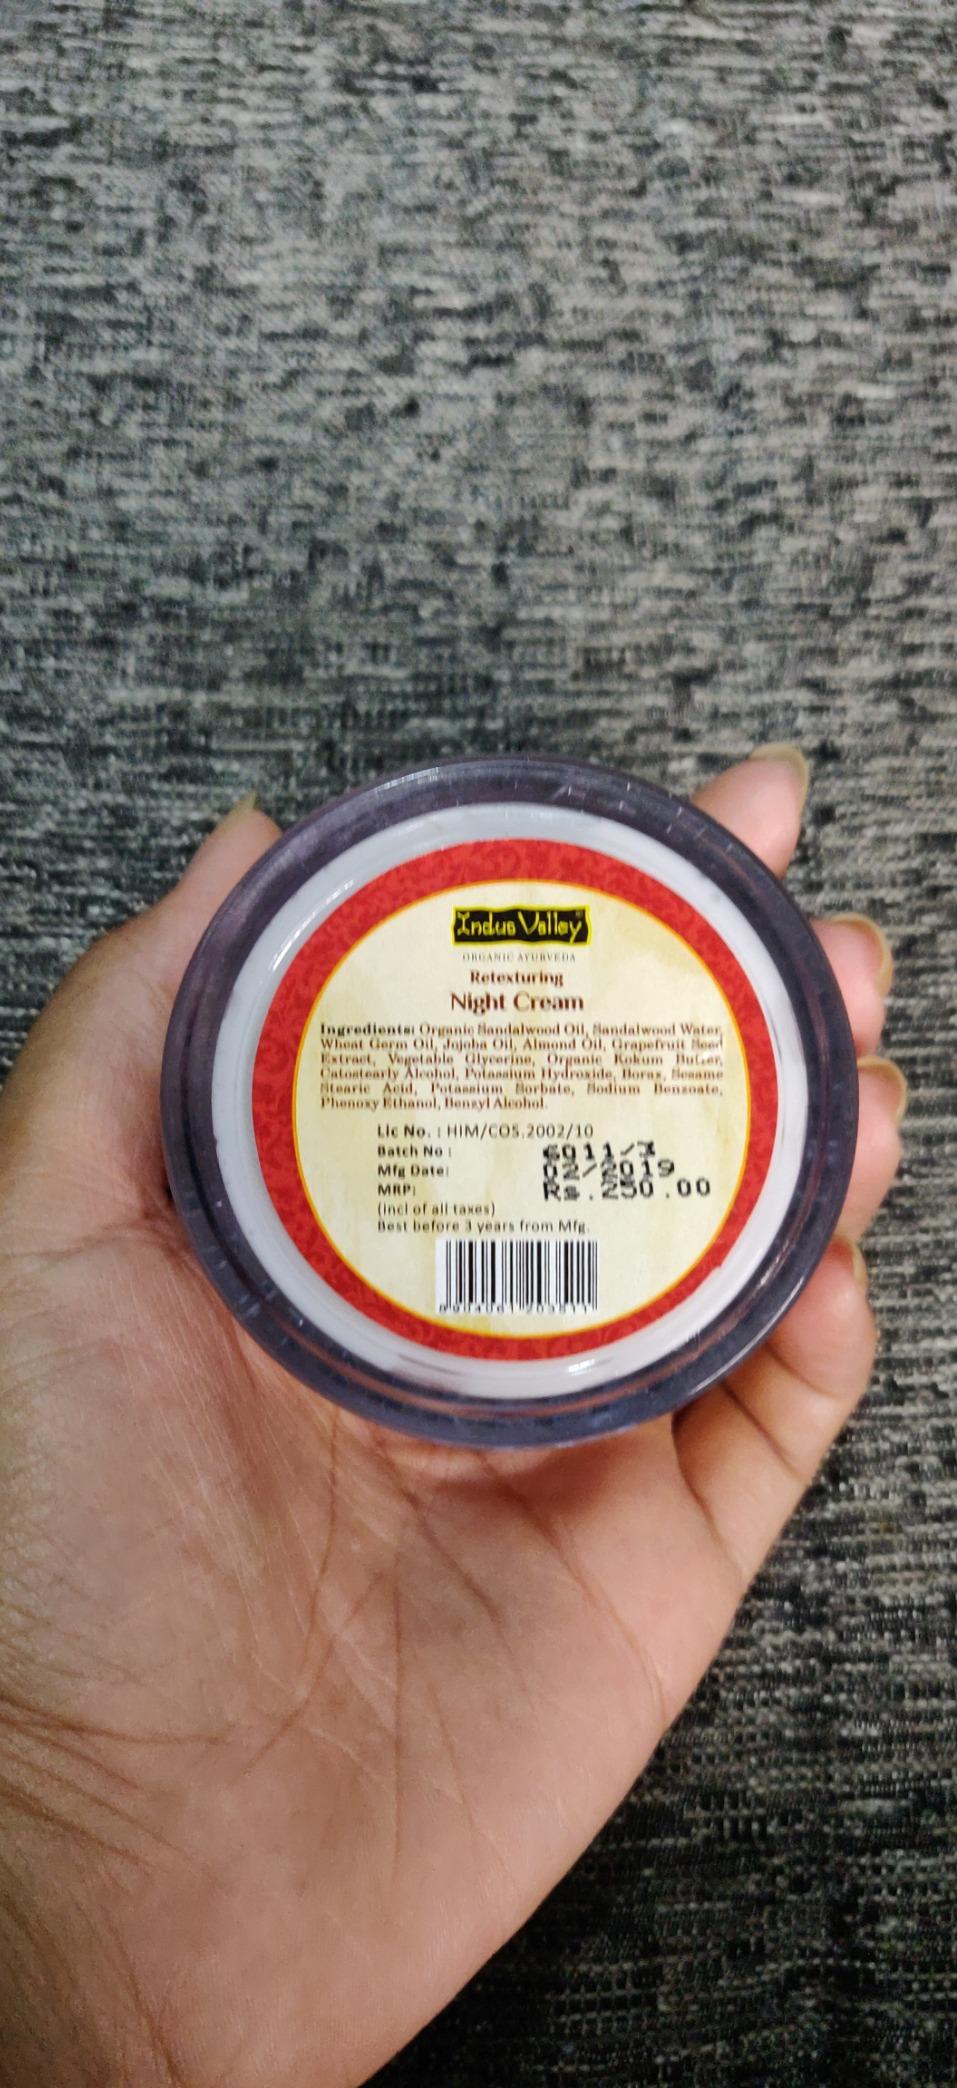 Indus Valley
ORGANIC AYURVEDA
Retexturing
Night Cream
Ingredients: Organic Sandalwood Oil, Sandalwood Water,
Wheat Germ Oil, Jojoba Oil, Almond Oil, Grapefruit Seed
Extract, Vegetable Glycerine, Organic Kokum Butter,
Catostearly Alcohol, Potassium Hydroxide, Borax, Sesame
Stearic Acid, Potassium Sorbate, Sodium Benzoate,
Phenoxy Ethanol, Benzyl Alcohol.
Lic No. : HIM/COS.2002/10
Batch No :
Mfg Date: 02/2019
MRP: Rs. 250.00
(incl of all taxes)
Best before 3 years from Mfg.